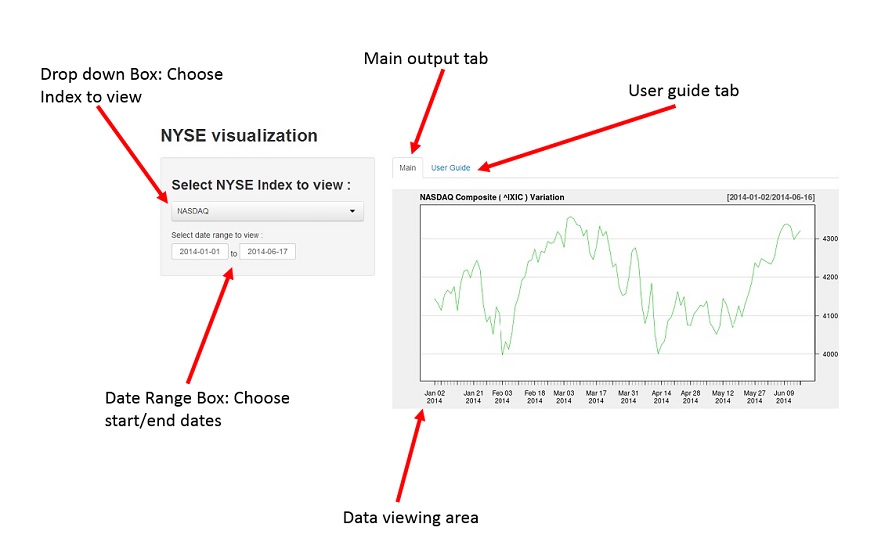 Main output tab
Drop down Box: Choose
Index to view
User guide tab
NYSE visualization
Main
User Guide
Select NYSE Index to view :
NASDAQ
Select date range to view :
2014-01-01 to 2014-06-17
NASDAQ Composite ( ^IXIC ) Variation
[2014-01-02/2014-06-16]
4300
4200
4100
4000
Jan 02 Jan 21 Feb 03 Feb 18 Mar 03 Mar 17 Mar 31 Apr 14 Apr 28 May 12 May 27 Jun 09
2014 2014 2014 2014 2014 2014 2014 2014 2014 2014 2014 2014
Date Range Box: Choose
start/end dates
Data viewing area